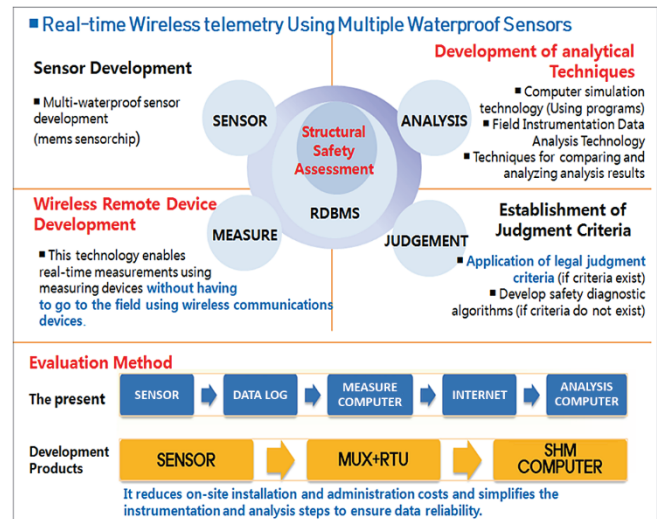 ■ Real-time Wireless telemetry Using Multiple Waterproof Sensors
Sensor Development
■ Multi-waterproof sensor
development
(mems sensorchip)
Development of analytical
Techniques
■ Computer simulation
technology (Using programs)
■ Field Instrumentation Data
Analysis Technology
■ Techniques for comparing and
analyzing analysis results
SENSOR
ANALYSIS
Structural
Safety
Assessment
RDBMS
MEASURE
JUDGEMENT
Wireless Remote Device
Development
■ This technology enables
real-time measurements using
measuring devices without having
to go to the field using wireless communications
devices.
Establishment of
Judgment Criteria
■ Application of legal judgment
criteria (if criteria exist)
■ Develop safety diagnostic
algorithms (if criteria do not exist)
Evaluation Method
The present
SENSOR
DATA LOG
MEASURE
COMPUTER
INTERNET
ANALYSIS
COMPUTER
Development
Products
SENSOR
MUX+RTU
SHM
COMPUTER
It reduces on-site installation and administration costs and simplifies the
instrumentation and analysis steps to ensure data reliability.